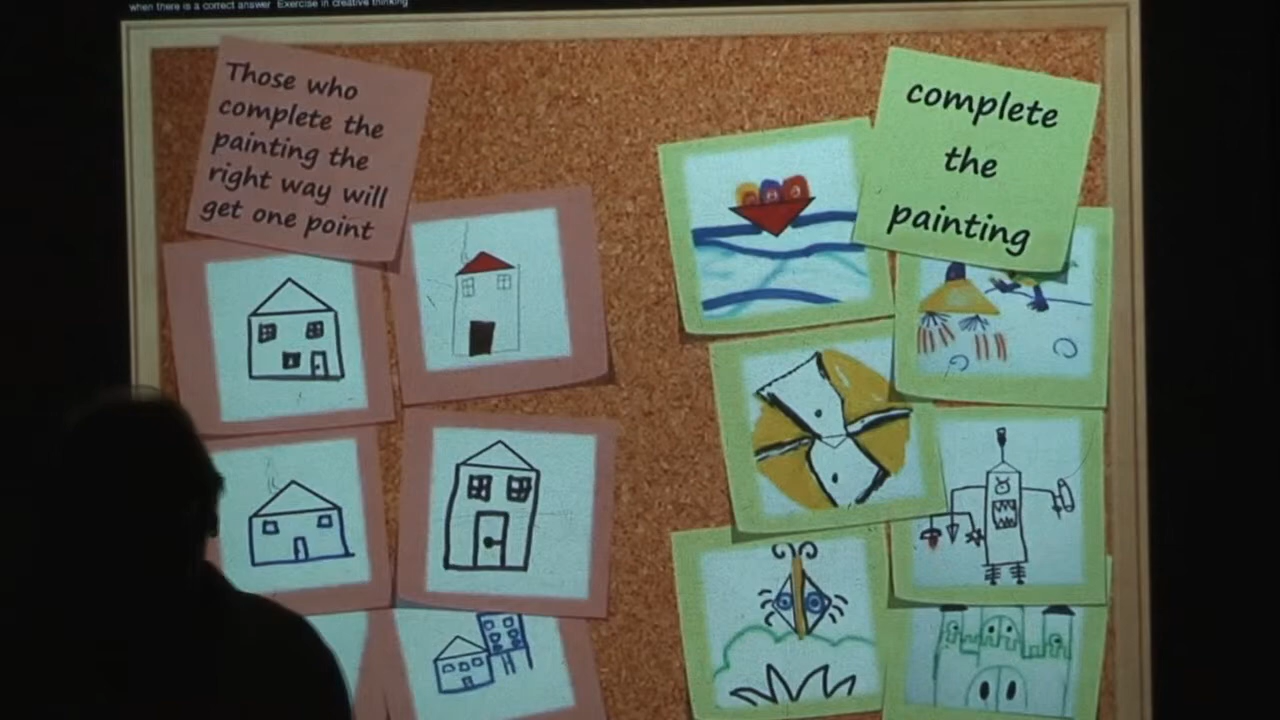 when there is a correct answer Exercise in creative thinking
Those who
complete the
painting the
right way will
get one point
complete
the
painting